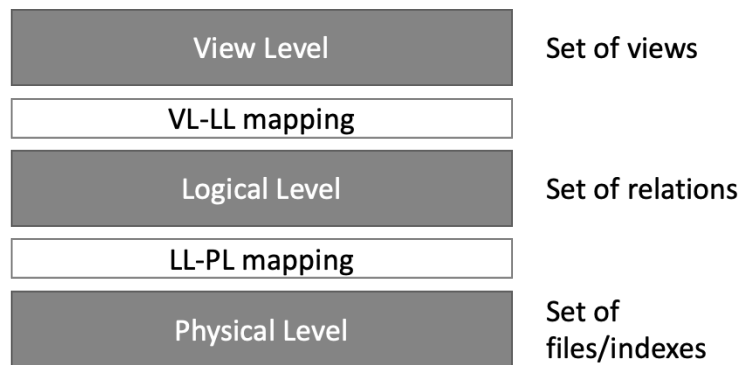 View Level
Set of views
VL-LL mapping
Logical Level
Set of relations
LL-PL mapping
Physical Level
Set of
files/indexes